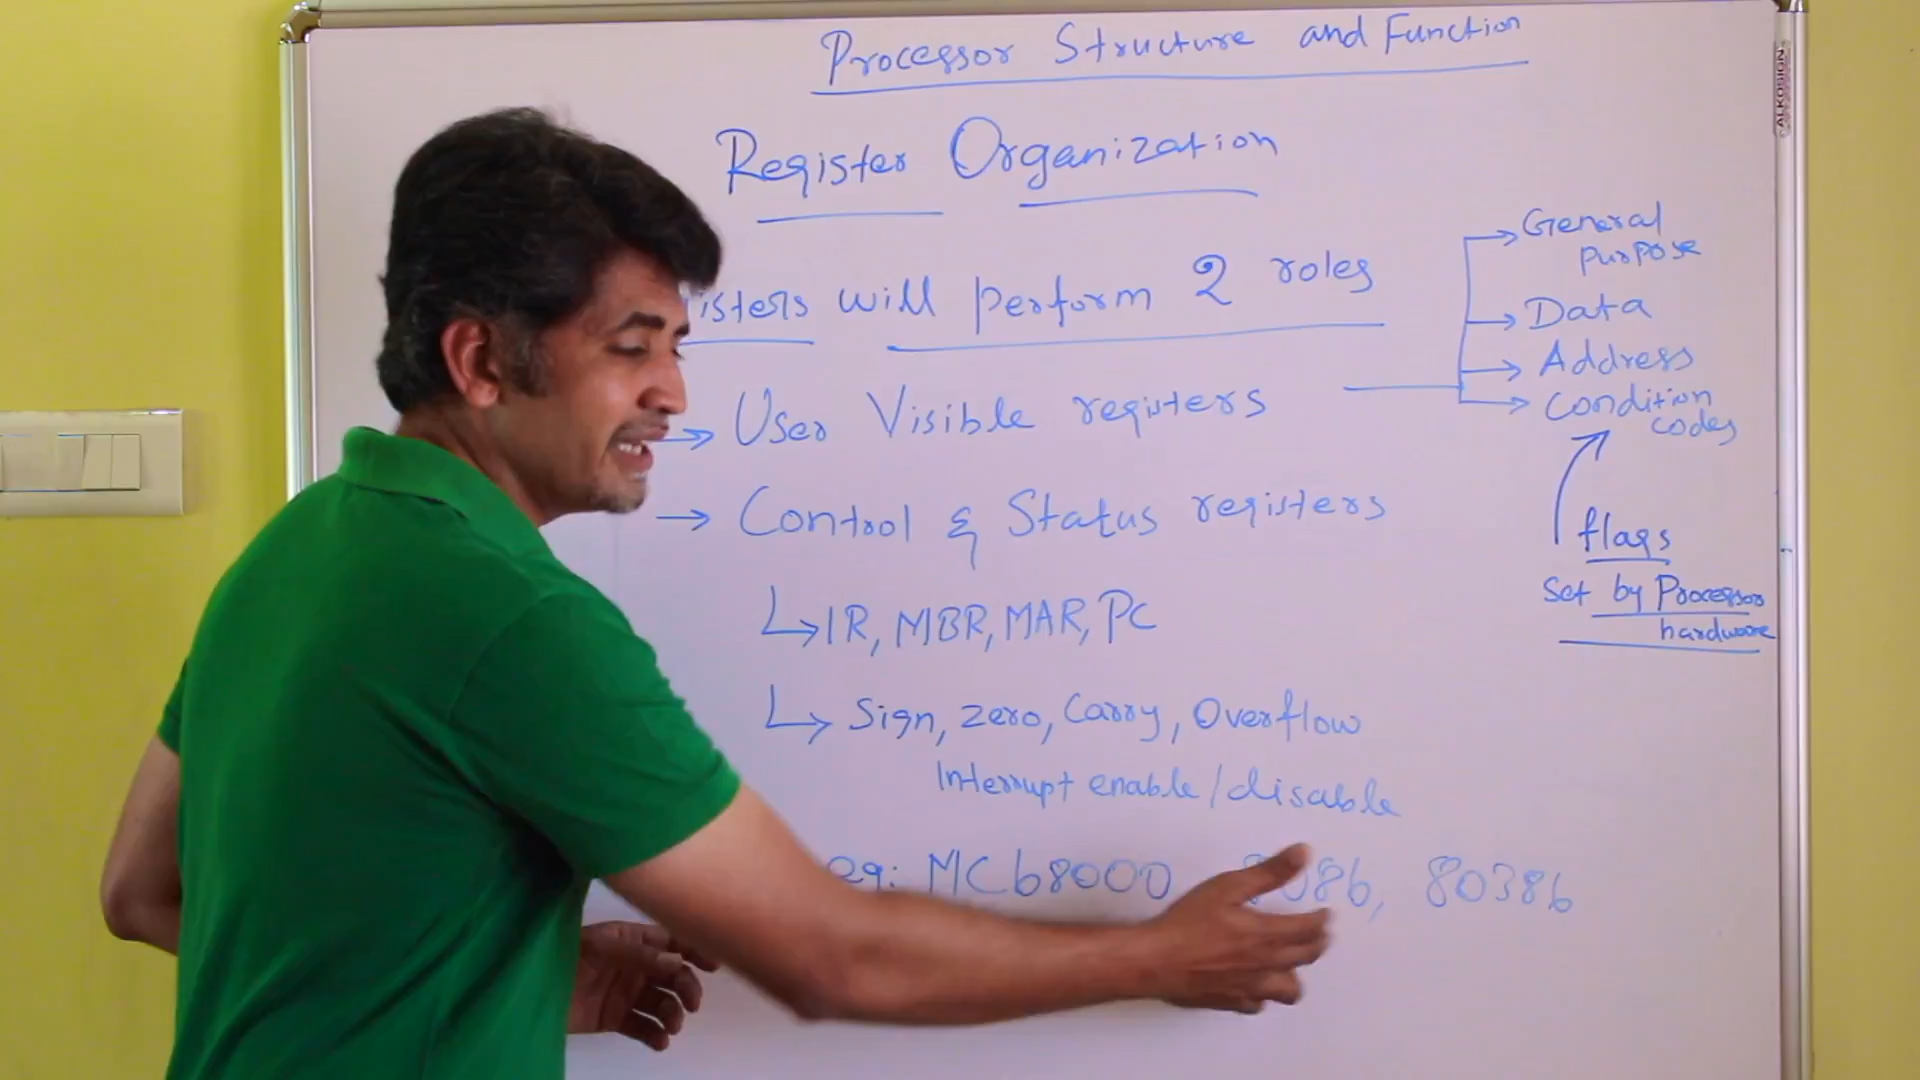 Processor Structure and Function
ALKOSIGN
Register Organization
will perform 2 roles
→ User Visible registers
General
purpose
Data
Address
Condition
codes
flags
Set by Processor
hardware
→ Control & Status registers
IR, MBR, MAR, PC
Sign, Zero, Carry, Overflow
Interrupt enable/disable
eg: MC68000 8086, 80386